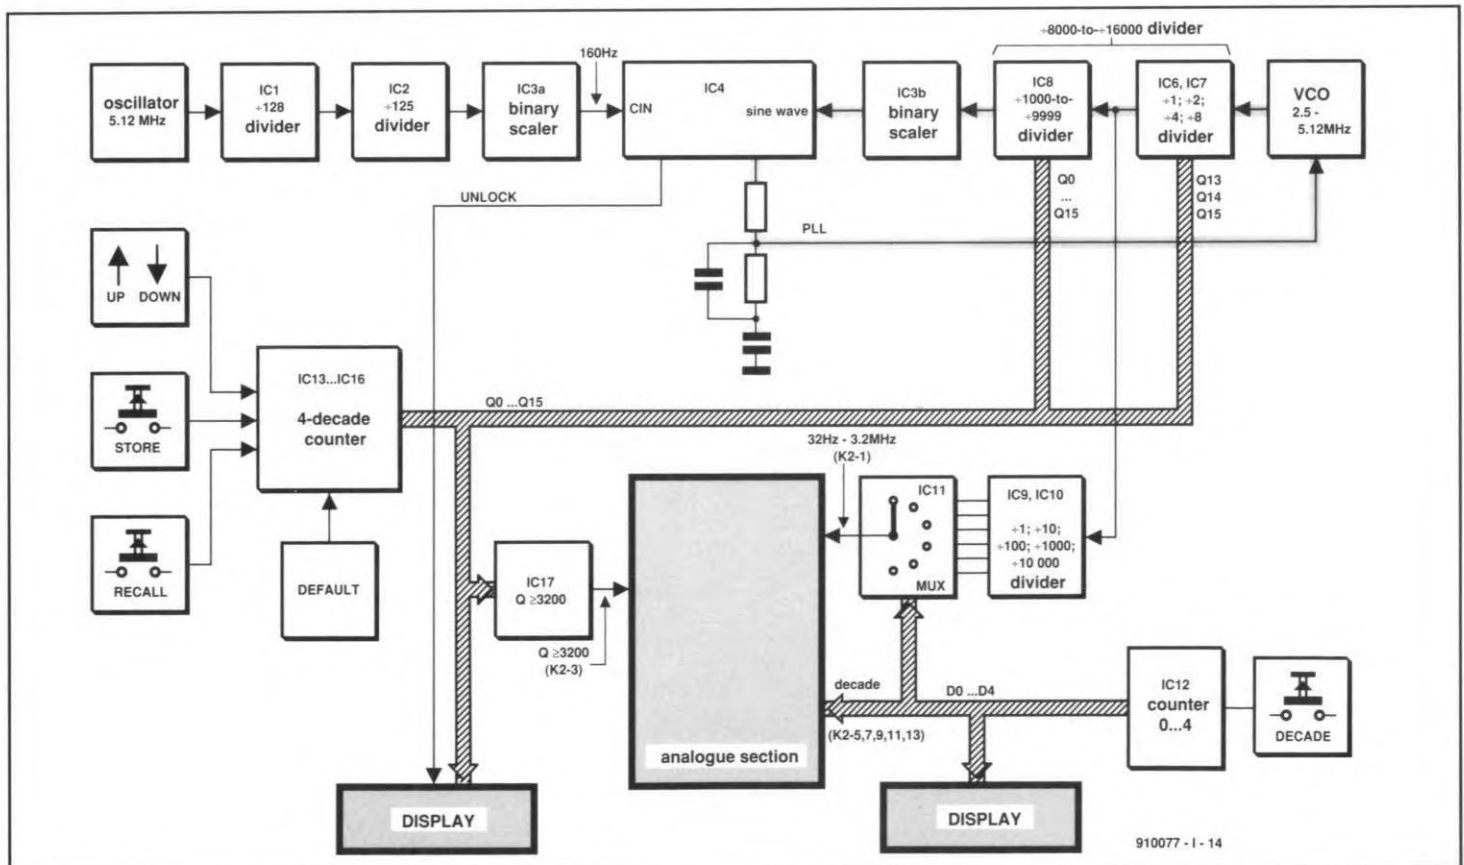 ÷8000-to-÷16000 divider
oscillator
5.12 MHz
IC1
÷128
divider
IC2
÷125
divider
IC3a
binary
scaler
160Hz
IC4
CIN
sine wave
IC3b
binary
scaler
IC8
÷1000-to-
÷9999
divider
IC6, IC7
÷1; ÷2;
÷4; ÷8
divider
VCO
2.5 -
5.12MHz
UNLOCK
PLL
Q0
...
Q15
Q13
Q14
Q15
UP DOWN
STORE
RECALL
IC13...IC16
4-decade
counter
DEFAULT
Q0 ...Q15
IC17
Q ≥3200
Q ≥3200
(K2-3)
32Hz - 3.2MHz
(K2-1)
IC11
MUX
IC9, IC10
÷1; ÷10;
÷100; ÷1000;
÷10 000
divider
decade
(K2-5,7,9,11,13)
D0 ...D4
IC12
counter
0...4
DECADE
analogue section
DISPLAY
DISPLAY
910077 - I - 14